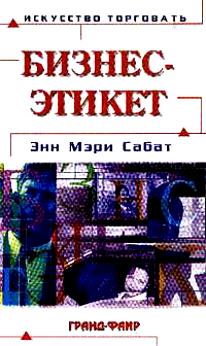 ИСКУССТВО ТОРГОВАТЬ
БИЗНЕС-
ЭТИКЕТ
Энн Мэри Сабат
ГРАНД-ФАИР